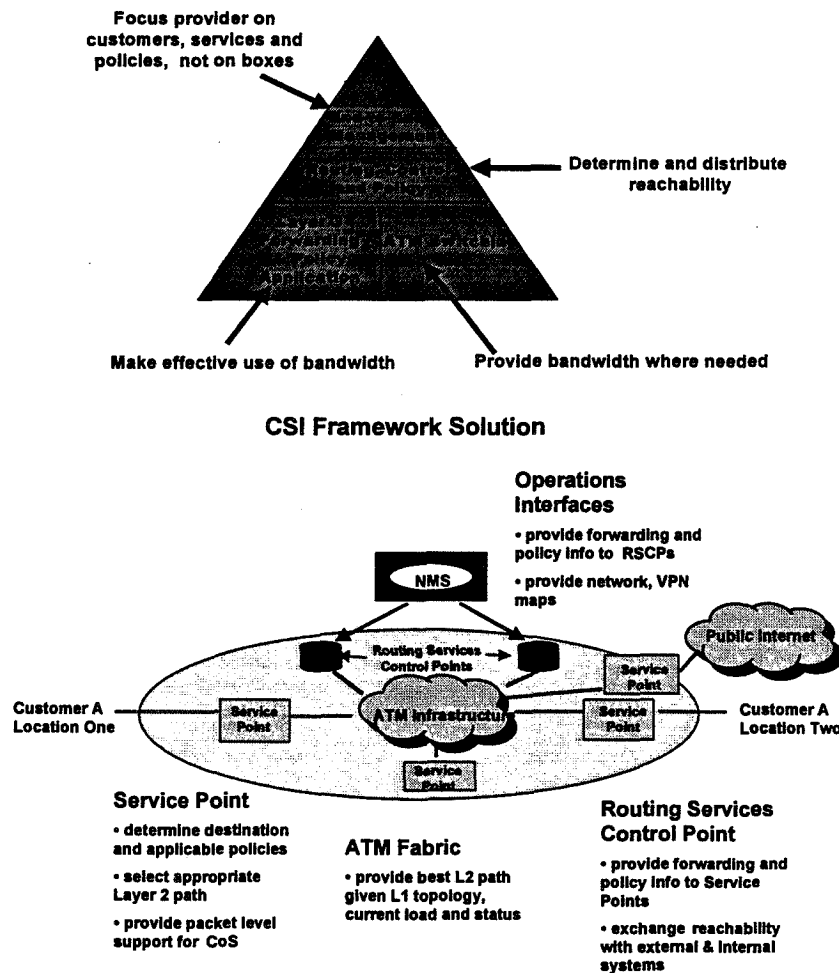 Focus provider on
customers, services and
policies, not on boxes
Determine and distribute
reachability
Application
Make effective use of bandwidth
Provide bandwidth where needed
CSI Framework Solution
Operations
Interfaces
• provide forwarding and
policy info to RSCPs
• provide network, VPN
maps
NMS
Public Internet
Routing Services
Control Points
Service
Point
Customer A
Location One
Service
Point
ATM Infrastructure
Service
Point
Customer A
Location Two
Service
Point
Service Point
• determine destination
and applicable policies
• select appropriate
Layer 2 path
• provide packet level
support for CoS
ATM Fabric
• provide best L2 path
given L1 topology,
current load and status
Routing Services
Control Point
• provide forwarding and
policy info to Service
Points
• exchange reachability
with external & internal
systems